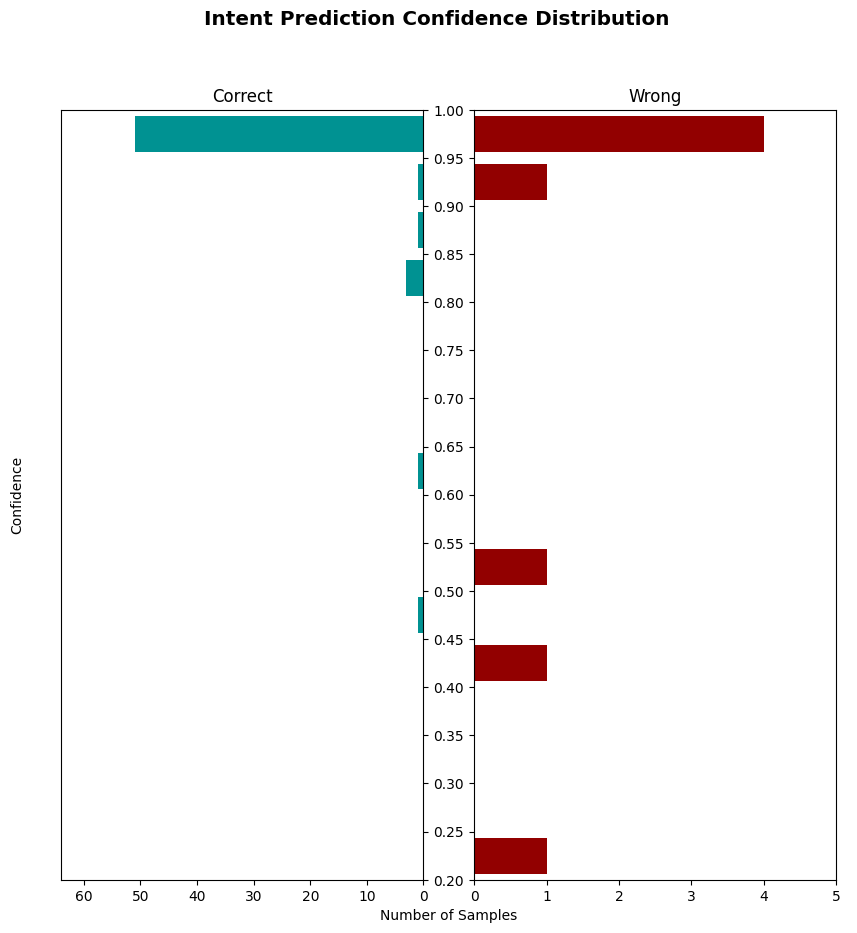 Intent Prediction Confidence Distribution
Correct
Wrong
1.00
0.95
0.90
0.85
0.80
0.75
0.70
0.65
0.60
0.55
0.50
0.45
0.40
0.35
0.30
0.25
0.20
Confidence
60 50 40 30 20 10 0
0 1 2 3 4 5
Number of Samples